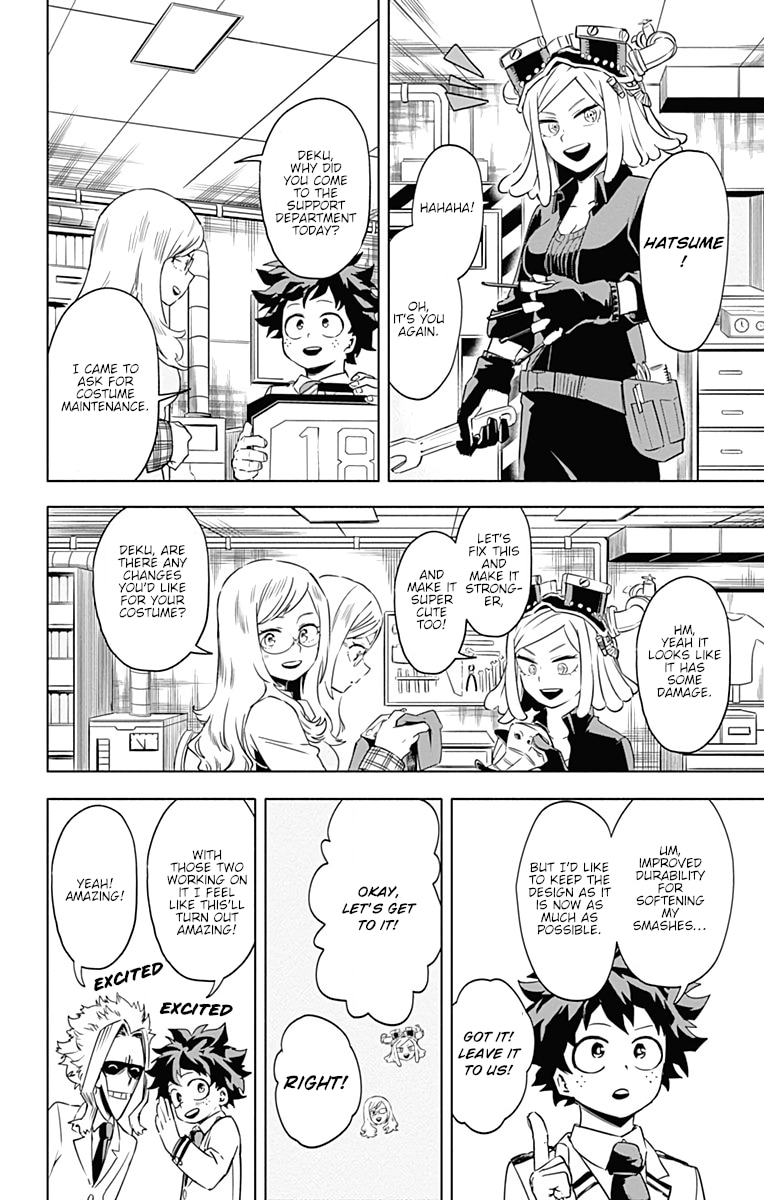 HATSUME
!
HAHAHA!
OH,
IT'S YOU
AGAIN.
DEKU,
WHY DID
YOU COME
TO THE
SUPPORT
DEPARTMENT
TODAY?
I CAME TO
ASK FOR
COSTUME
MAINTENANCE.
18
HM,
YEAH IT
LOOKS LIKE
IT HAS
SOME
DAMAGE.
LET'S
FIX THIS
AND
MAKE IT
STRONG-
ER,
AND
MAKE IT
SUPER
CUTE
TOO!
DEKU, ARE
THERE ANY
CHANGES
YOU'D LIKE
FOR YOUR
COSTUME?
UM,
IMPROVED
DURABILITY
FOR
SOFTENING
MY
SMASHES...
BUT I'D LIKE
TO KEEP THE
DESIGN AS IT
IS NOW AS
MUCH AS
POSSIBLE.
GOT IT!
LEAVE IT
TO US!
OKAY,
LET'S GET
TO IT!
RIGHT!
WITH
THOSE TWO
WORKING ON
IT I FEEL
LIKE THIS'LL
TURN OUT
AMAZING!
YEAH!
AMAZING!
EXCITED
EXCITED